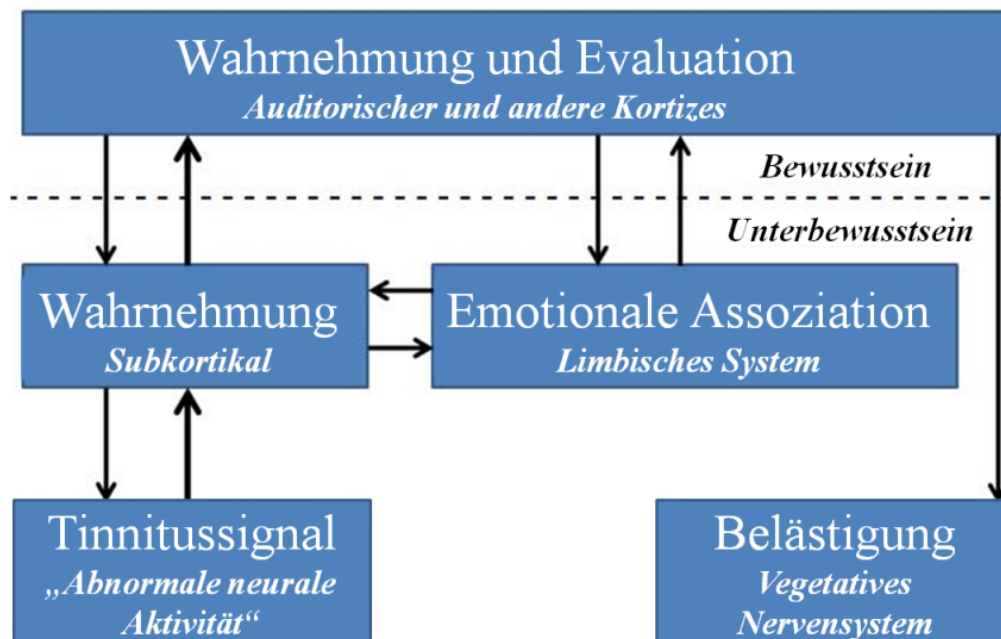 Wahrnehmung und Evaluation
Auditorischer und andere Kortizes
Bewusstsein
Unterbewusstsein
Wahrnehmung
Subkortikal
Emotionale Assoziation
Limbisches System
Tinnitussignal
„Abnormale neurale
Aktivität“
Belästigung
Vegetatives
Nervensystem